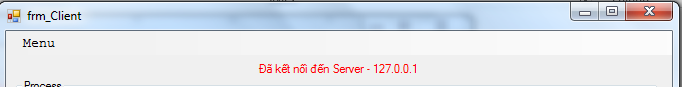 frm_Client
Menu
Đã kết nối đến Server - 127.0.0.1
Process